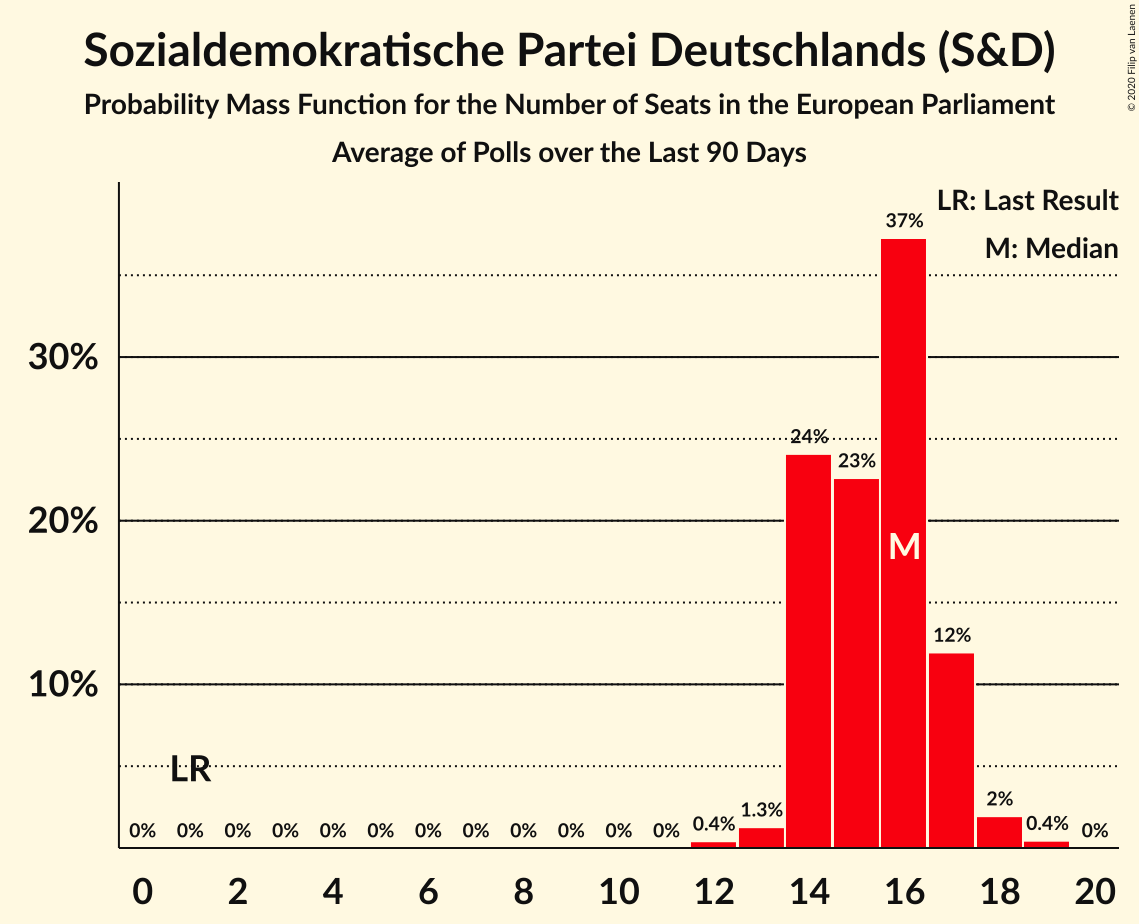 Sozialdemokratische Partei Deutschlands (S&D)
Probability Mass Function for the Number of Seats in the European Parliament
Average of Polls over the Last 90 Days
© 2020 Filip van Laenen
LR: Last Result
M: Median
37%
30%
24%
23%
20%
M
12%
10%
LR
0% 0% 0% 0% 0% 0% 0% 0% 0% 0% 0% 0% 0.4% 1.3% 2% 0.4% 0%
0 2 4 6 8 10 12 14 16 18 20